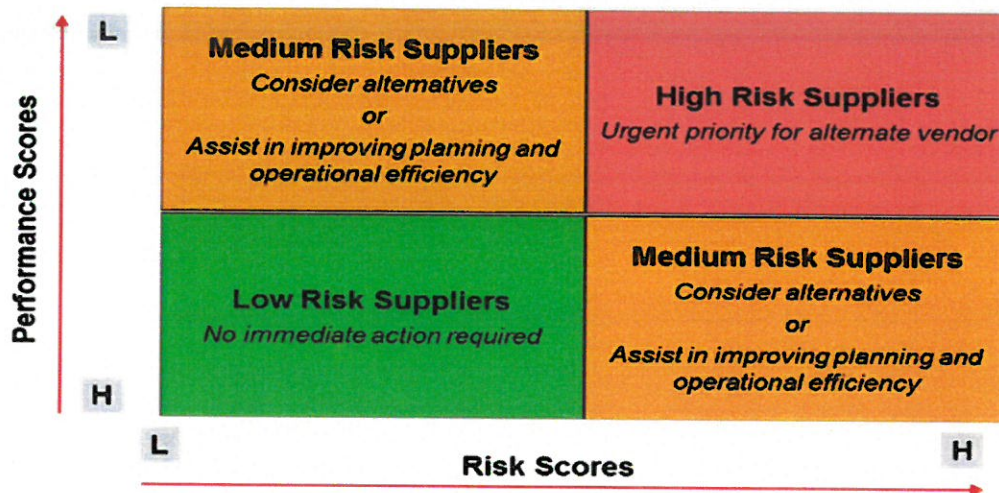 L
Medium Risk Suppliers
Consider alternatives
or
Assist in improving planning and
operational efficiency
High Risk Suppliers
Urgent priority for alternate vendor
Performance Scores
Low Risk Suppliers
No immediate action required
Medium Risk Suppliers
Consider alternatives
or
Assist in improving planning and
operational efficiency
H
L
H
Risk Scores